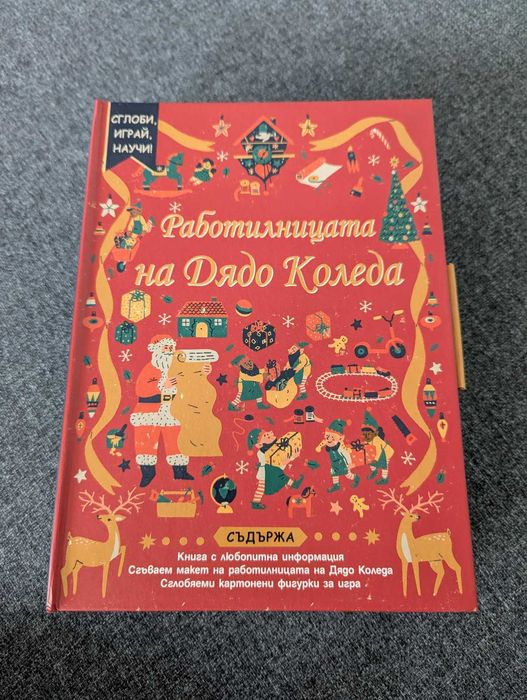 СГЛОБИ,
ИГРАЙ,
НАУЧИ!
Работилницата
на Дядо Коледа
СЪДЪРЖА
Книга с любопитна информация
Сгъваем макет на работилницата на Дядо Коледа
Сглобяеми картонени фигурки за игра